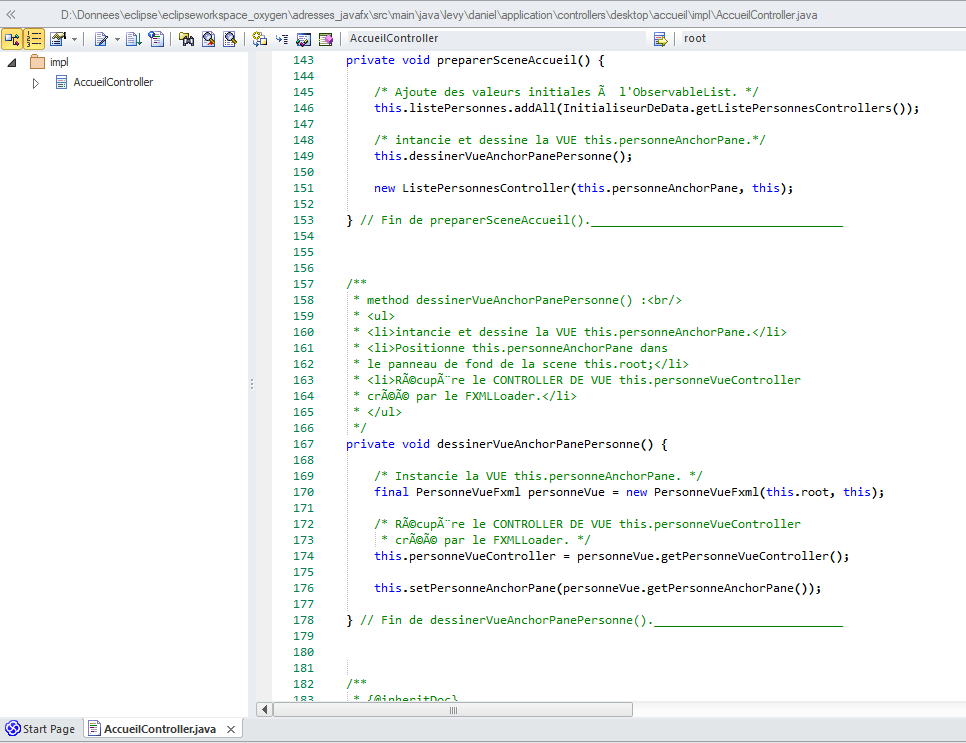 D:\Donnees\eclipse\eclipseworkspace_oxygen\adresses_javafx\src\main\java\levy\daniel\application\controllers\desktop\accueil\impl\AccueilController.java
AccueilController
root
impl
AccueilController
143 private void preparerSceneAccueil() {
144
145 /* Ajoute des valeurs initiales Ã  l'ObservableList. */
146 this.listePersonnes.addAll(InitialiseurDeData.getListePersonnesControllers());
147
148 /* intancie et dessine la VUE this.personneAnchorPane.*/
149 this.dessinerVueAnchorPanePersonne();
150
151 new ListePersonnesController(this.personneAnchorPane, this);
152
153 } // Fin de preparerSceneAccueil().____________________________________
154
155
156
157 /**
158 * method dessinerVueAnchorPanePersonne() :<br/>
159 * <ul>
160 * <li>intancie et dessine la VUE this.personneAnchorPane.</li>
161 * <li>Positionne this.personneAnchorPane dans
162 * le panneau de fond de la scene this.root;</li>
163 * <li>RÃ©cupÃ¨re le CONTROLLER DE VUE this.personneVueController
164 * crÃ©Ã© par le FXMLLoader.</li>
165 * </ul>
166 */
167 private void dessinerVueAnchorPanePersonne() {
168
169 /* Instancie la VUE this.personneAnchorPane. */
170 final PersonneVueFxml personneVue = new PersonneVueFxml(this.root, this);
171
172 /* RÃ©cupÃ¨re le CONTROLLER DE VUE this.personneVueController
173 * crÃ©Ã© par le FXMLLoader. */
174 this.personneVueController = personneVue.getPersonneVueController();
175
176 this.setPersonneAnchorPane(personneVue.getPersonneAnchorPane());
177
178 } // Fin de dessinerVueAnchorPanePersonne().___________________________
179
180
181
182 /**
183 * {@inheritDoc}
Start Page
AccueilController.java